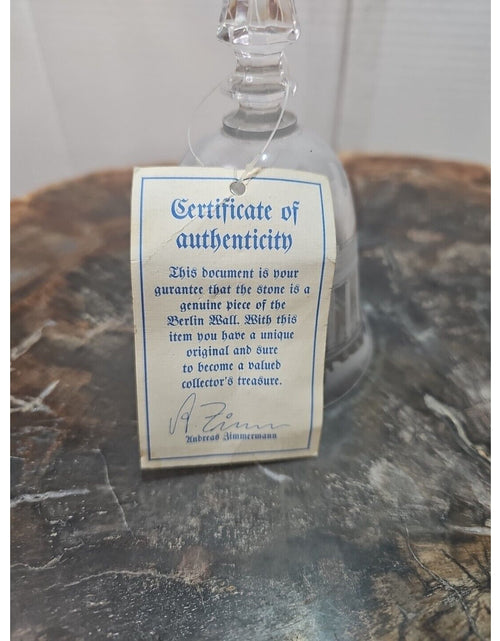 Certificate of
authenticity
This document is your
gurantee that the stone is a
genuine piece of the
Berlin Wall. With this
item you have a unique
original and sure
to become a valued
collector's treasure.
A. Zimm
Andreas Zimmermann